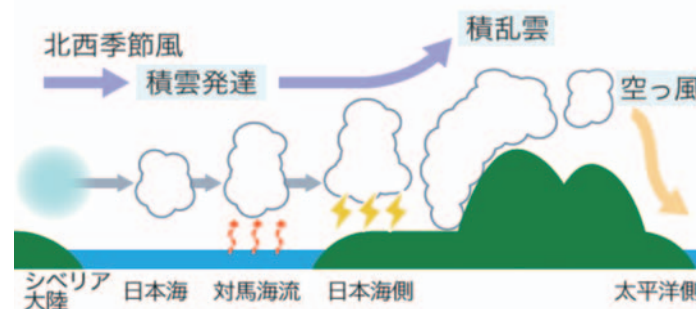 北西季節風
積雲発達
積乱雲
空っ風
シベリア
大陸
日本海
対馬海流
日本海側
太平洋側